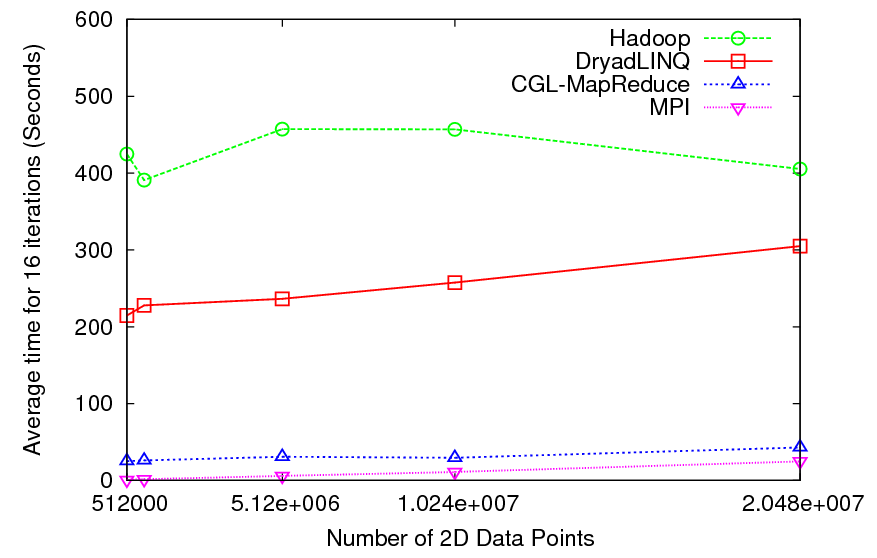 600
500
400
300
200
100
0
Average time for 16 iterations (Seconds)
Hadoop
DryadLINQ
CGL-MapReduce
MPI
512000
5.12e+006
1.024e+007
2.048e+007
Number of 2D Data Points